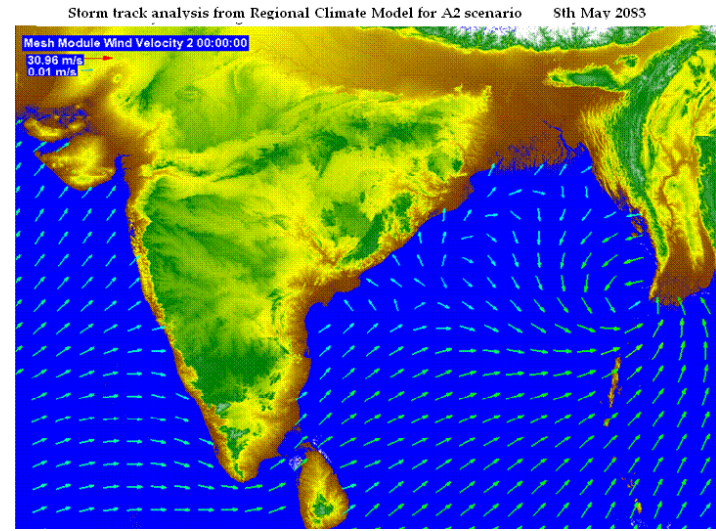 Storm track analysis from Regional Climate Model for A2 scenario 8th May 2083
Mesh Module Wind Velocity 2 00:00:00
30.96 m/s
0.01 m/s